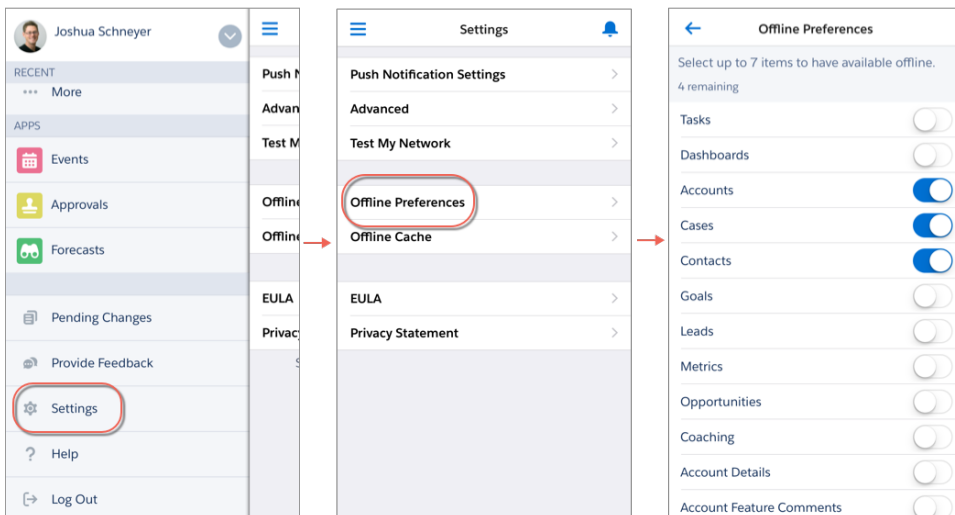 Joshua Schneyer
RECENT
More
APPS
Events
Approvals
Forecasts
Pending Changes
Provide Feedback
Settings
Help
Log Out
Push N
Advan
Test M
Offline
Offline
EULA
Privac
Settings
Push Notification Settings
Advanced
Test My Network
Offline Preferences
Offline Cache
EULA
Privacy Statement
Offline Preferences
Select up to 7 items to have available offline.
4 remaining
Tasks
Dashboards
Accounts
Cases
Contacts
Goals
Leads
Metrics
Opportunities
Coaching
Account Details
Account Feature Comments